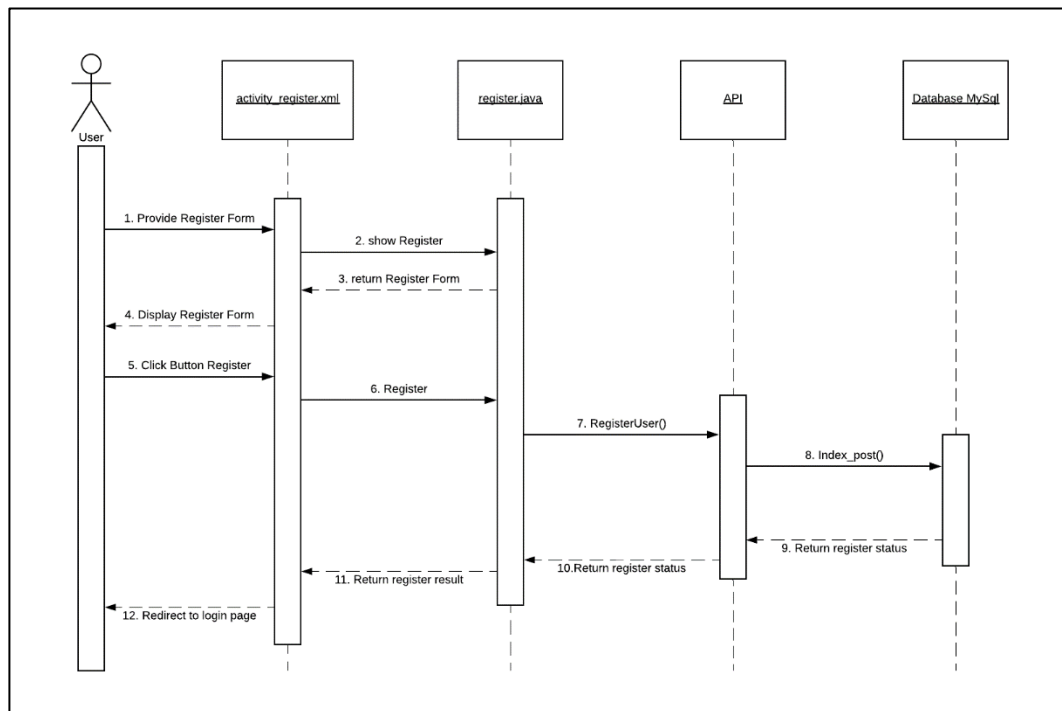 User
activity_register.xml
register.java
API
Database MySql
1. Provide Register Form
2. show Register
3. return Register Form
4. Display Register Form
5. Click Button Register
6. Register
7. RegisterUser()
8. Index_post()
9. Return register status
10.Return register status
11. Return register result
12. Redirect to login page